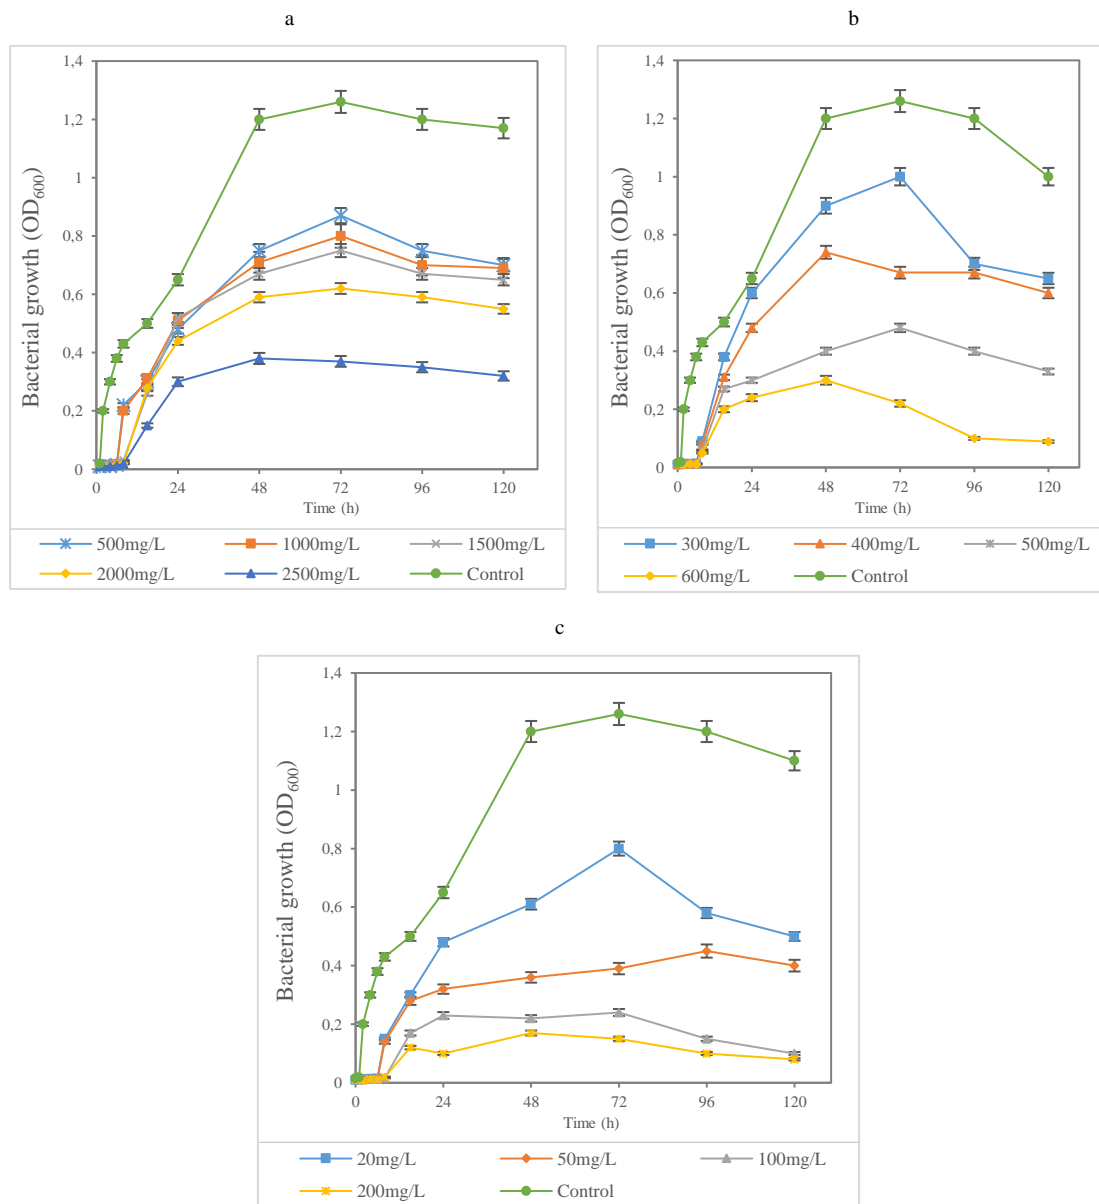 a
1,4
1,2
1
0,8
0,6
0,4
0,2
0
Bacterial growth (OD600)
0 24 48 72 96 120
Time (h)
500mg/L 1000mg/L 1500mg/L
2000mg/L 2500mg/L Control
b
1,4
1,2
1
0,8
0,6
0,4
0,2
0
Bacterial growth (OD600)
0 24 48 72 96 120
Time (h)
300mg/L 400mg/L 500mg/L
600mg/L Control
c
1,4
1,2
1
0,8
0,6
0,4
0,2
0
Bacterial growth (OD600)
0 24 48 72 96 120
Time (h)
20mg/L 50mg/L 100mg/L
200mg/L Control